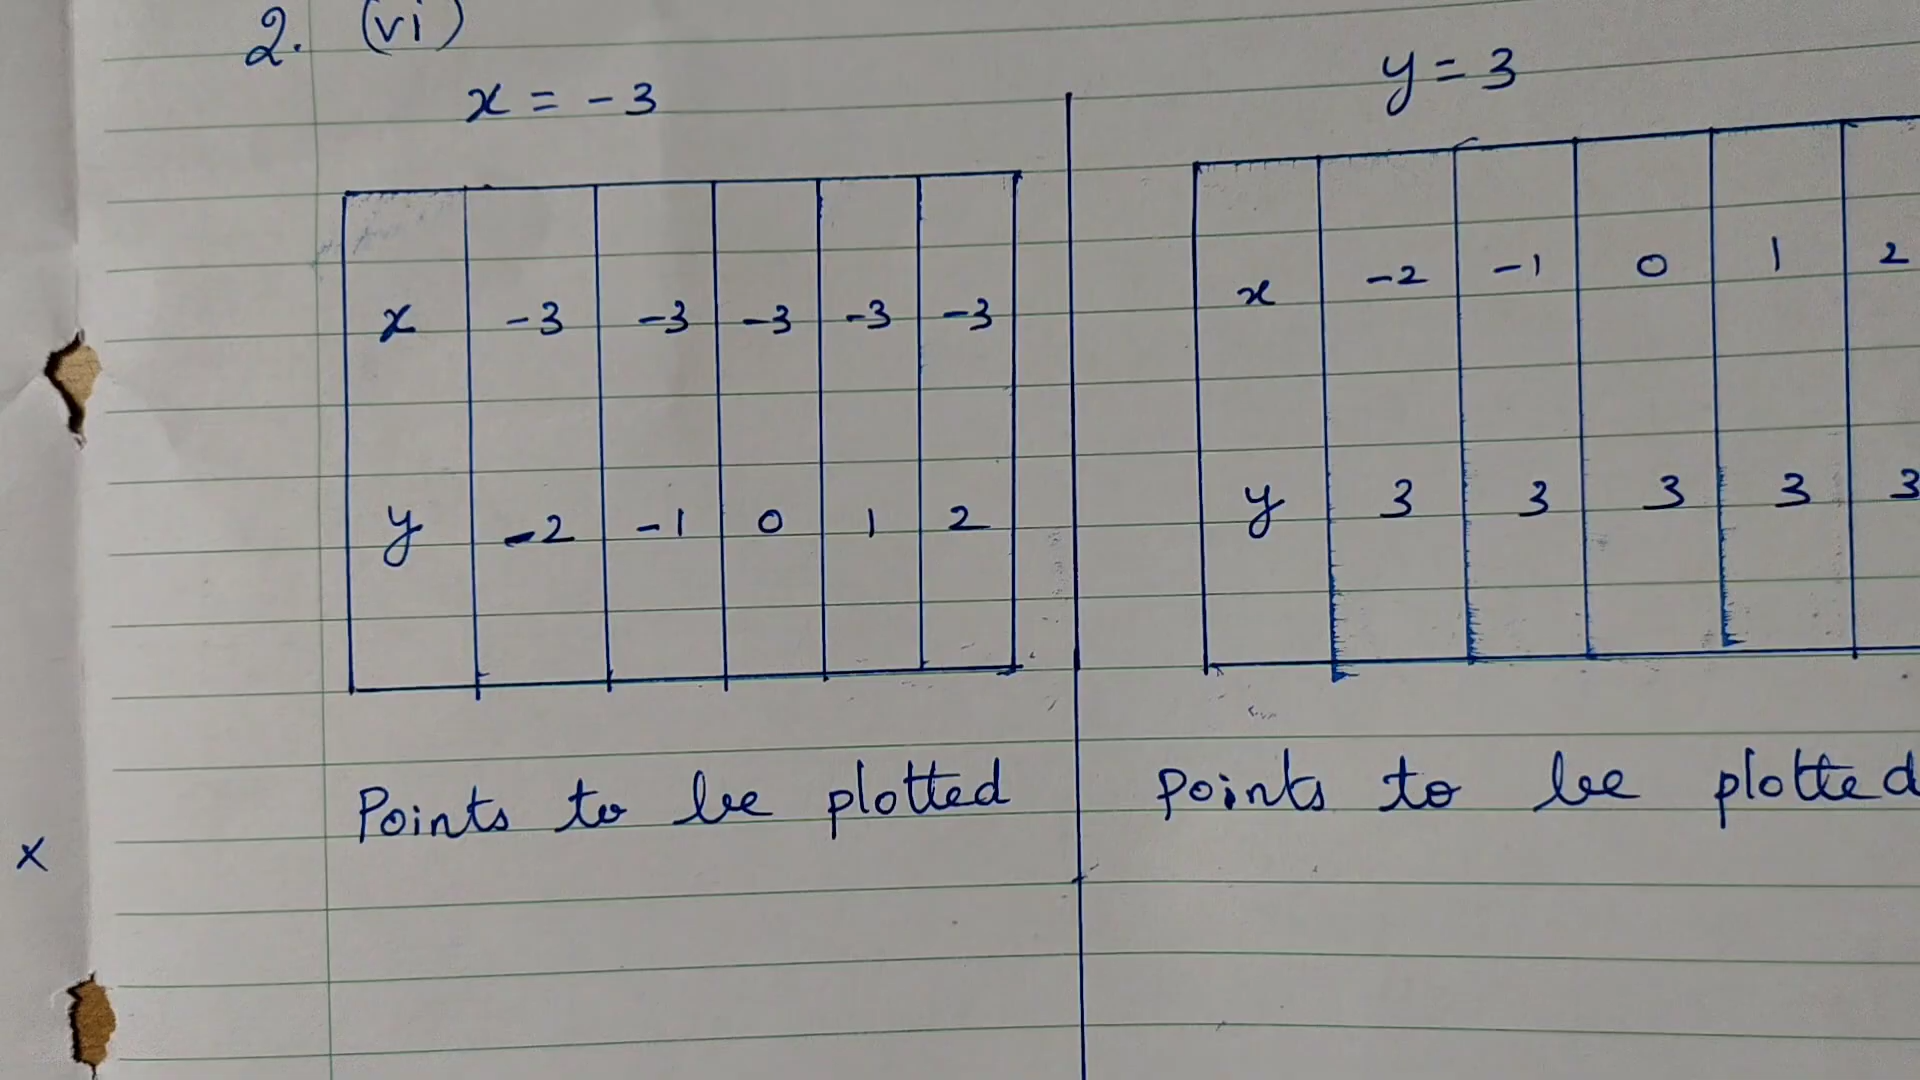 2. (vi)
x = -3
x -3 -3 -3 -3 -3
y -2 -1 0 1 2
Points to be plotted
y = 3
x -2 -1 0 1 2
y 3 3 3 3 3
Points to be plotted
x